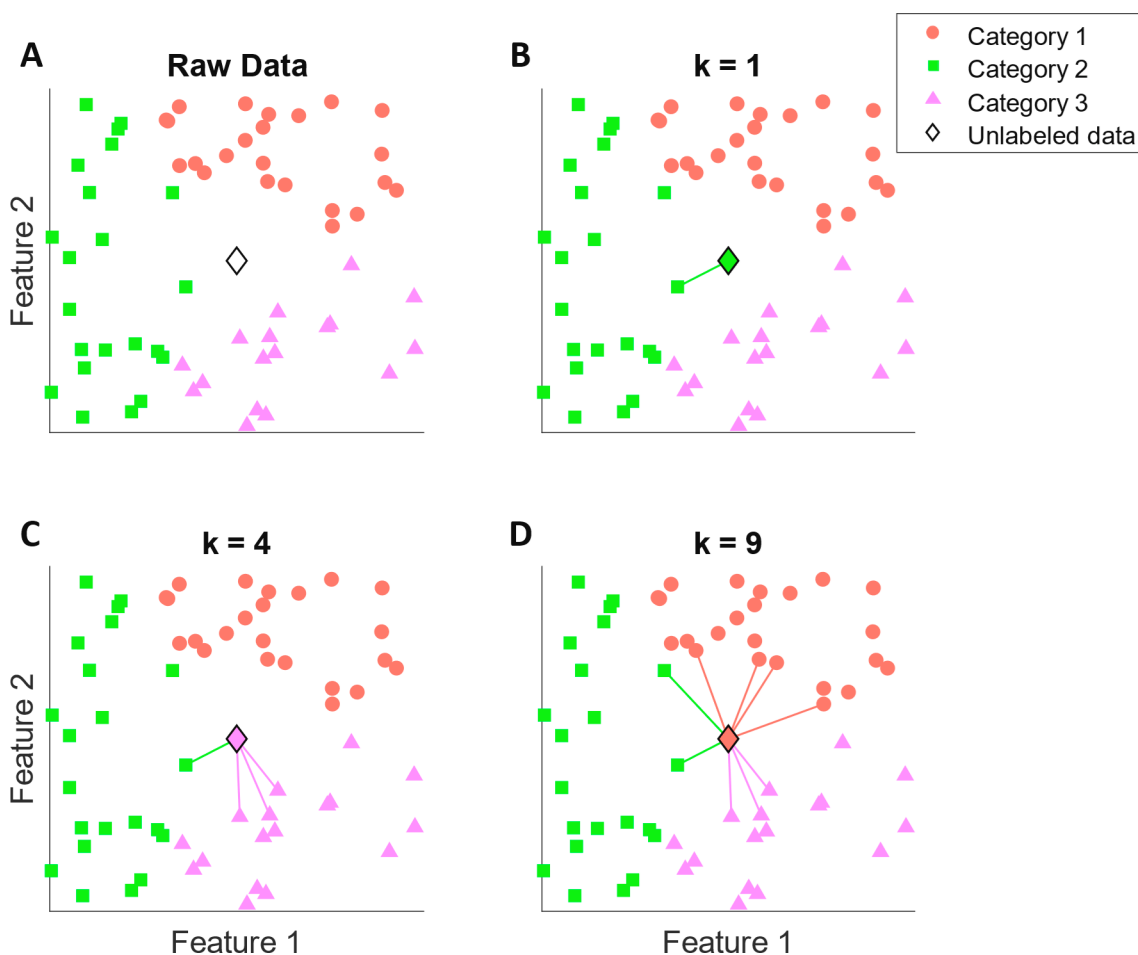 A
Raw Data
B
k = 1
Category 1
Category 2
Category 3
Unlabeled data
Feature 2
C
k = 4
D
k = 9
Feature 2
Feature 1
Feature 1